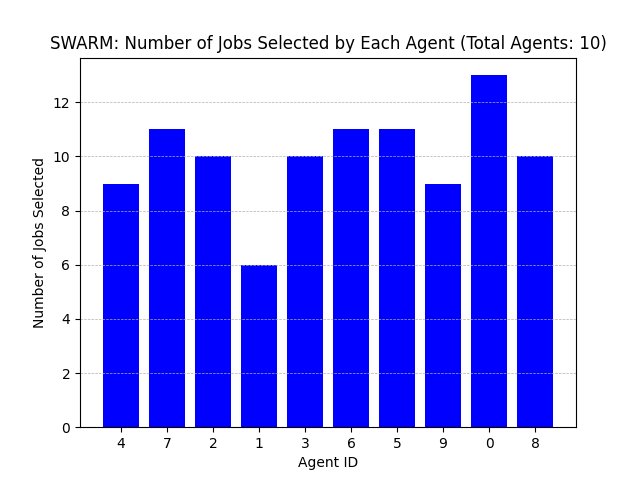 SWARM: Number of Jobs Selected by Each Agent (Total Agents: 10)
Number of Jobs Selected
12
10
8
6
4
2
0
4 7 2 1 3 6 5 9 0 8
Agent ID